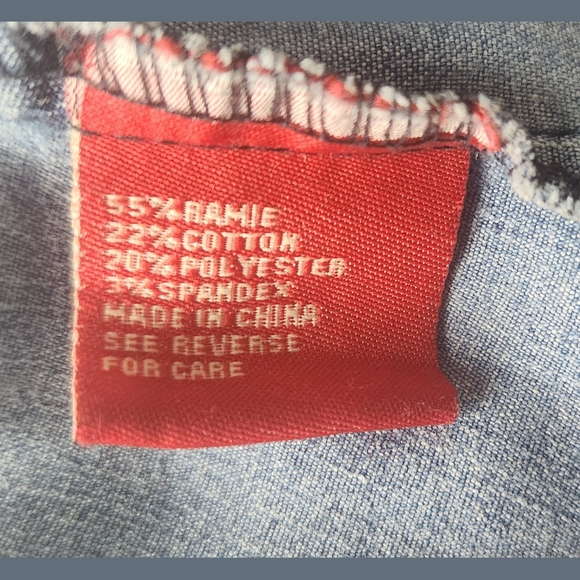 55% RAMIE
22% COTTON
20% POLYESTER
3% SPANDEX
MADE IN CHINA
SEE REVERSE
FOR CARE